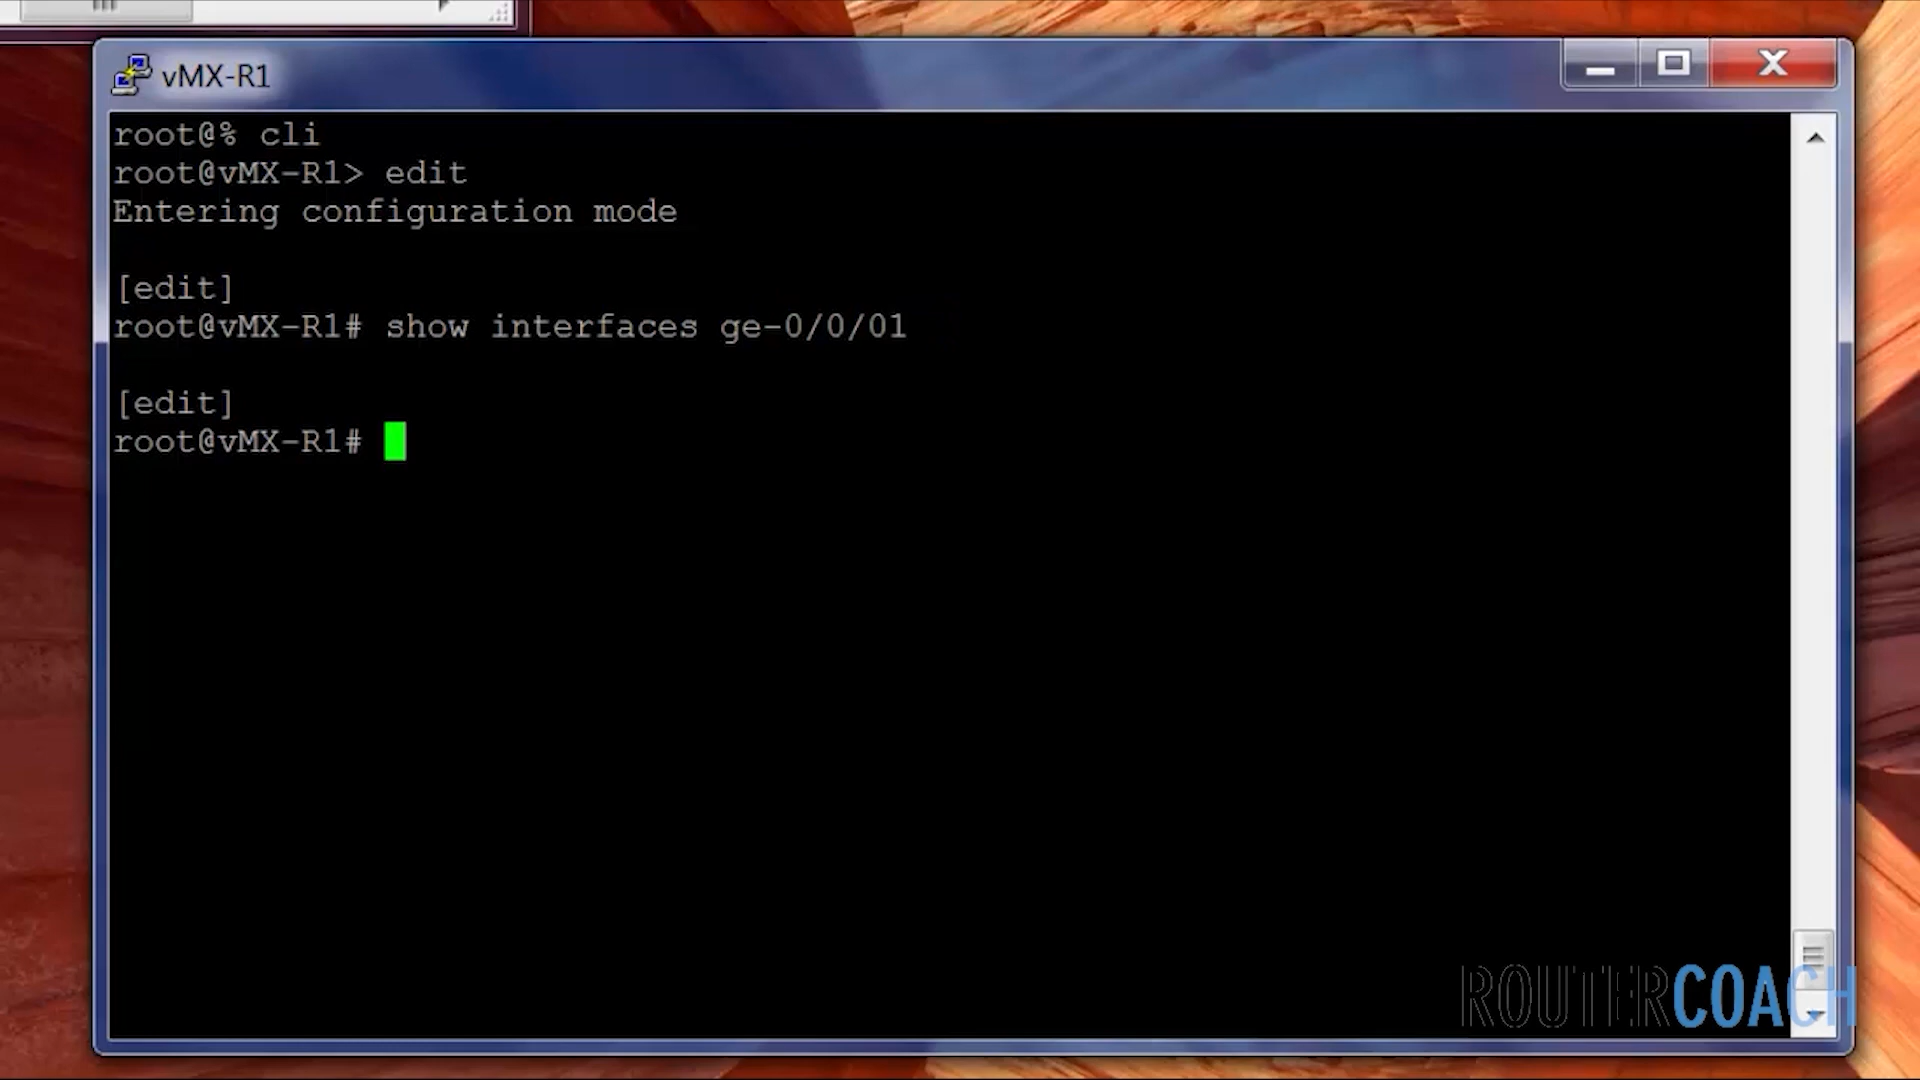 vMX-R1
root@% cli
root@vMX-R1> edit
Entering configuration mode
[edit]
root@vMX-R1# show interfaces ge-0/0/01
[edit]
root@vMX-R1#
ROUTERCOACH